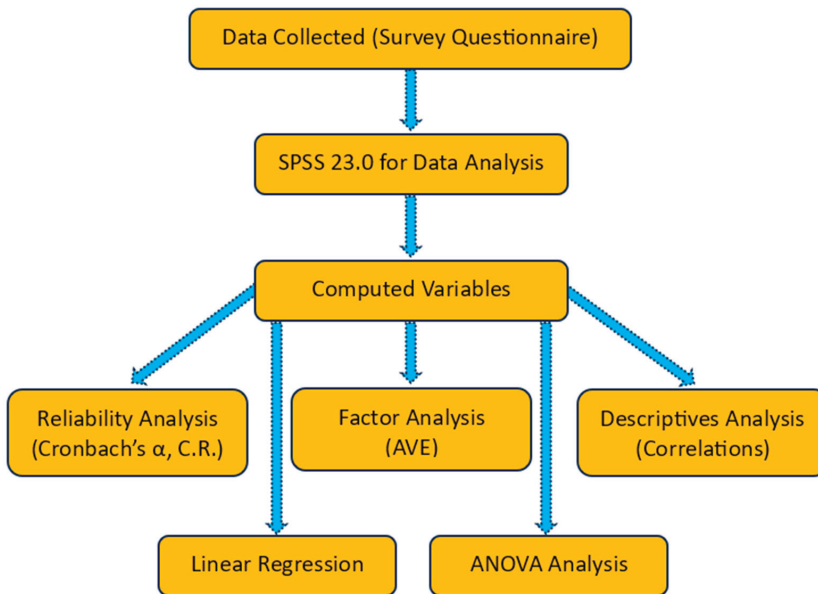 Data Collected (Survey Questionnaire)
SPSS 23.0 for Data Analysis
Computed Variables
Reliability Analysis
(Cronbach’s α, C.R.)
Factor Analysis
(AVE)
Descriptives Analysis
(Correlations)
Linear Regression
ANOVA Analysis